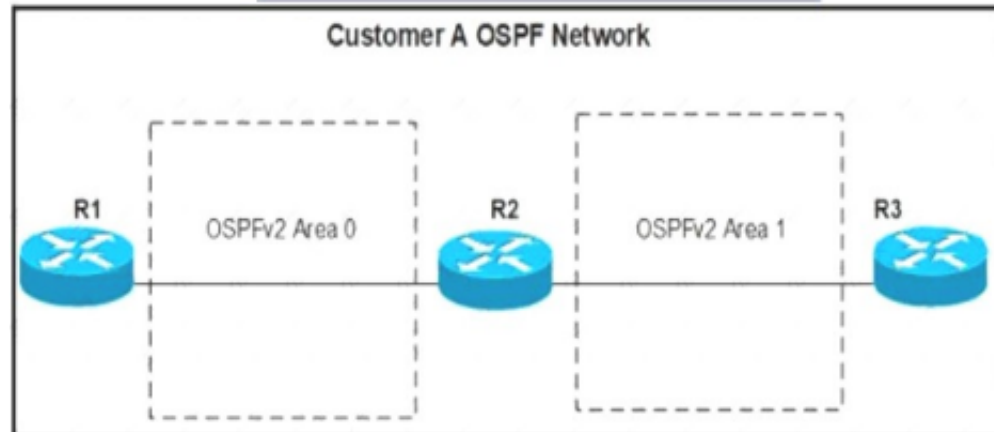 Customer A OSPF Network
R1
OSPFv2 Area 0
R2
OSPFv2 Area 1
R3